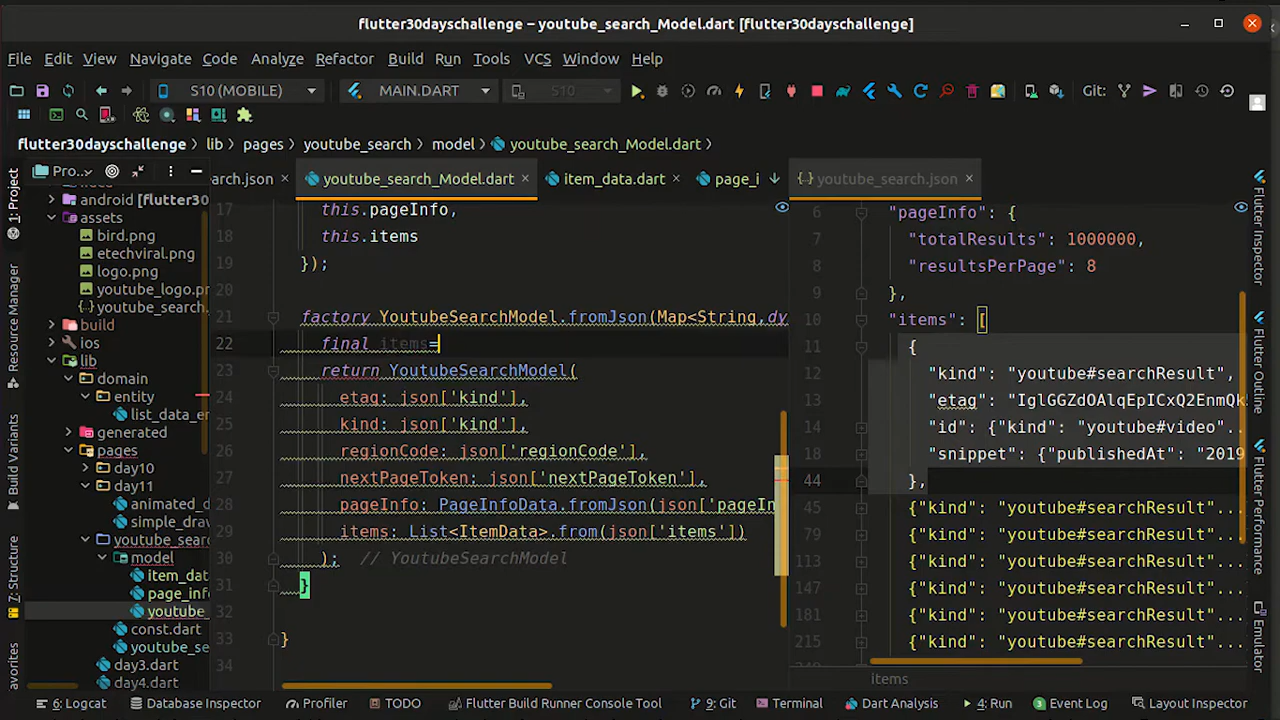 flutter30dayschallenge – youtube_search_Model.dart [flutter30dayschallenge]
File Edit View Navigate Code Analyze Refactor Build Run Tools VCS Window Help
S10 (MOBILE) MAIN.DART S10 Git:
flutter30dayschallenge lib pages youtube_search model youtube_search_Model.dart
Pro... arch.json youtube_search_Model.dart item_data.dart page_i youtube_search.json
1: Project
Resource Manager
Build Variants
7: Structure
avorites
android [flutter30
assets
bird.png
etechviral.png
logo.png
youtube_logo.pn
youtube_search.
build
ios
lib
domain
entity
list_data_en
generated
pages
day10
day11
animated_d
simple_drav
youtube_sear
model
item_dat
page_info
youtube_
const.dart
youtube_se
day3.dart
day4.dart
17 this.pageInfo,
18 this.items
19 });
20
21 factory YoutubeSearchModel.fromJson(Map<String,dy
22 final items=
23 return YoutubeSearchModel(
24 etag: json['kind'],
25 kind: json['kind'],
26 regionCode: json['regionCode'],
27 nextPageToken: json['nextPageToken'],
28 pageInfo: PageInfoData.fromJson(json['pageIn
29 items: List<ItemData>.from(json['items'])
30 ); // YoutubeSearchModel
31 }
32
33 }
34
6 "pageInfo": {
7 "totalResults": 1000000,
8 "resultsPerPage": 8
9 },
10 "items": [
11 {
12 "kind": "youtube#searchResult",
13 "etag": "IglGGZdOAlqEpICxQ2EnmQk
14 "id": {"kind": "youtube#video"
18 "snippet": {"publishedAt": "2019
44 },
45 {"kind": "youtube#searchResult"...
79 {"kind": "youtube#searchResult"...
113 {"kind": "youtube#searchResult"...
147 {"kind": "youtube#searchResult"...
181 {"kind": "youtube#searchResult"...
215 {"kind": "youtube#searchResult"...
items
Flutter Inspector
Flutter Outline
Flutter Performance
Emulator
6: Logcat Database Inspector Profiler TODO Flutter Build Runner Console Tool 9: Git Terminal Dart Analysis 4: Run Event Log Layout Inspector